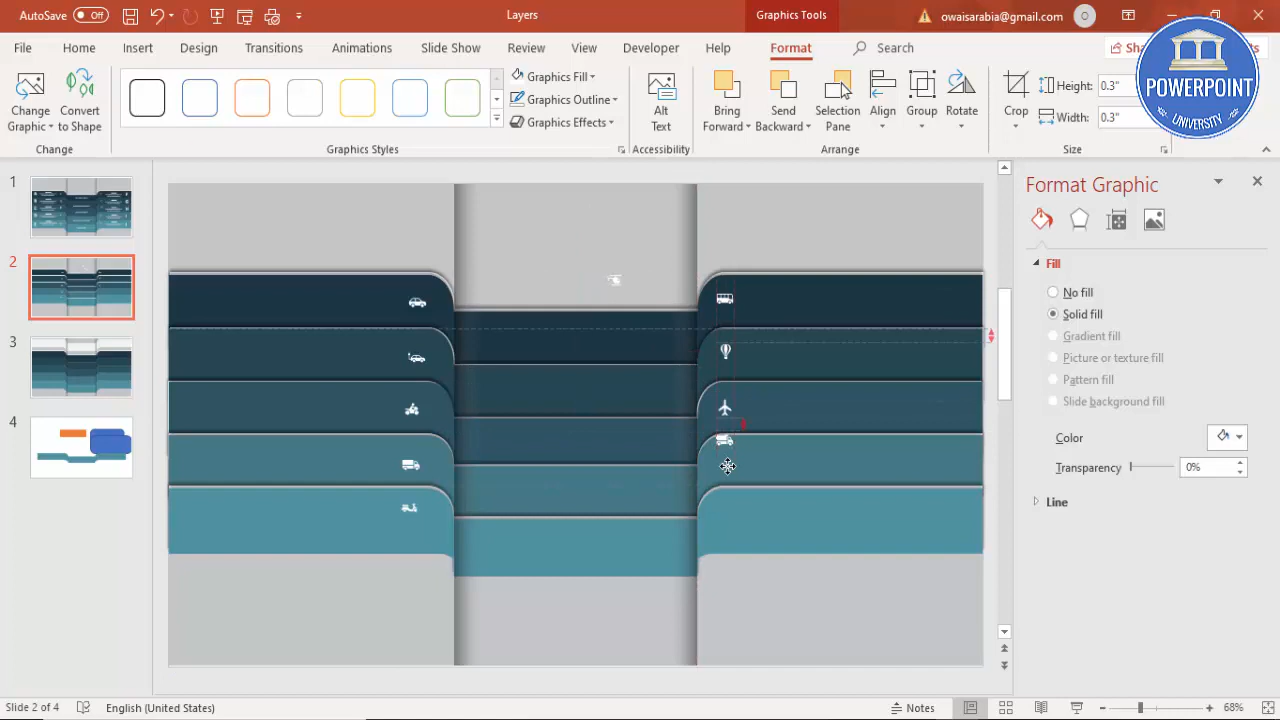 AutoSave Off
Layers
Graphics Tools
owaisarabia@gmail.com
O
File Home Insert Design Transitions Animations Slide Show Review View Developer Help Format Search
Change Graphic
Convert to Shape
Change
Graphics Fill
Graphics Outline
Graphics Effects
Graphics Styles
Alt Text
Accessibility
Bring Forward
Send Backward
Selection Pane
Align
Group
Rotate
Arrange
Crop
Height: 0.3"
Width: 0.3"
Size
POWERPOINT
UNIVERSITY
1
2
3
4
Format Graphic
Fill
No fill
Solid fill
Gradient fill
Picture or texture fill
Pattern fill
Slide background fill
Color
Transparency 0%
Line
Slide 2 of 4
English (United States)
Notes
68%